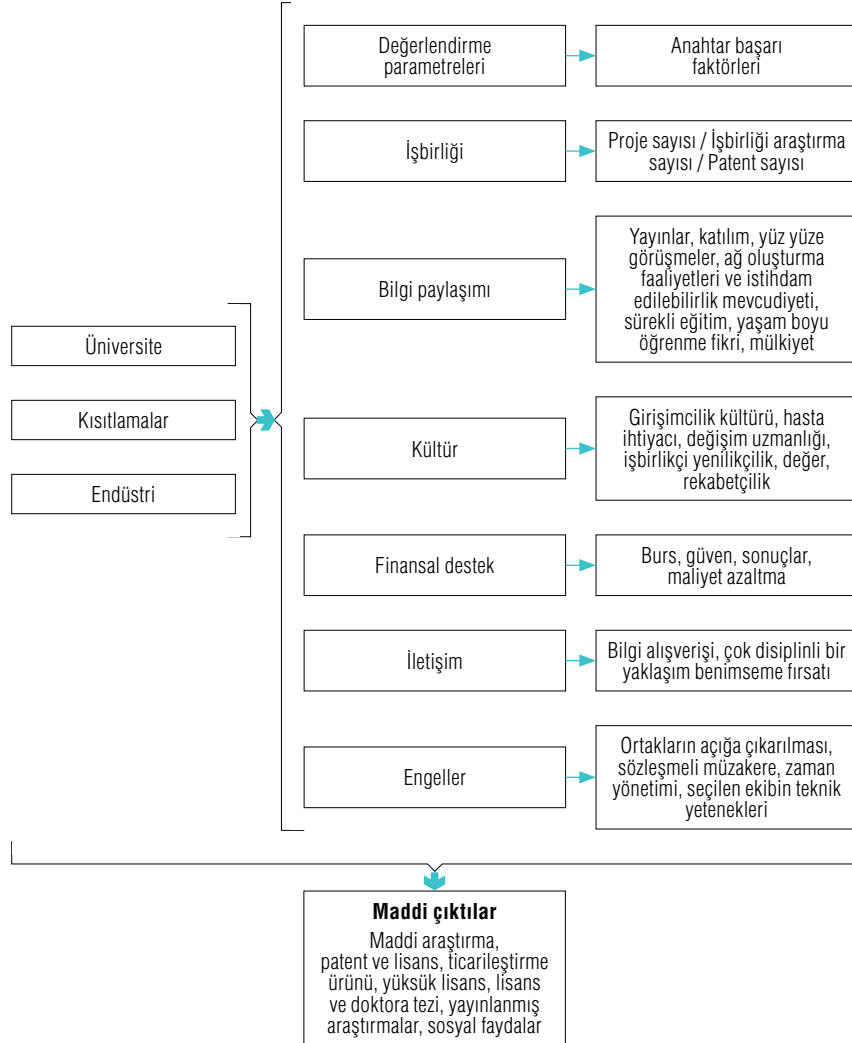 Değerlendirme
parametreleri
Anahtar başarı
faktörleri
İşbirliği
Proje sayısı / İşbirliği araştırma
sayısı / Patent sayısı
Bilgi paylaşımı
Yayınlar, katılım, yüz yüze
görüşmeler, ağ oluşturma
faaliyetleri ve istihdam
edilebilirlik mevcudiyeti,
sürekli eğitim, yaşam boyu
öğrenme fikri, mülkiyet
Üniversite
Kısıtlamalar
Endüstri
Kültür
Girişimcilik kültürü, hasta
ihtiyacı, değişim uzmanlığı,
işbirlikçi yenilikçilik, değer,
rekabetçilik
Finansal destek
Burs, güven, sonuçlar,
maliyet azaltma
İletişim
Bilgi alışverişi, çok disiplinli bir
yaklaşım benimseme fırsatı
Engeller
Ortakların açığa çıkarılması,
sözleşmeli müzakere, zaman
yönetimi, seçilen ekibin teknik
yetenekleri
Maddi çıktılar
Maddi araştırma,
patent ve lisans, ticarileştirme
ürünü, yüksük lisans, lisans
ve doktora tezi, yayınlanmış
araştırmalar, sosyal faydalar